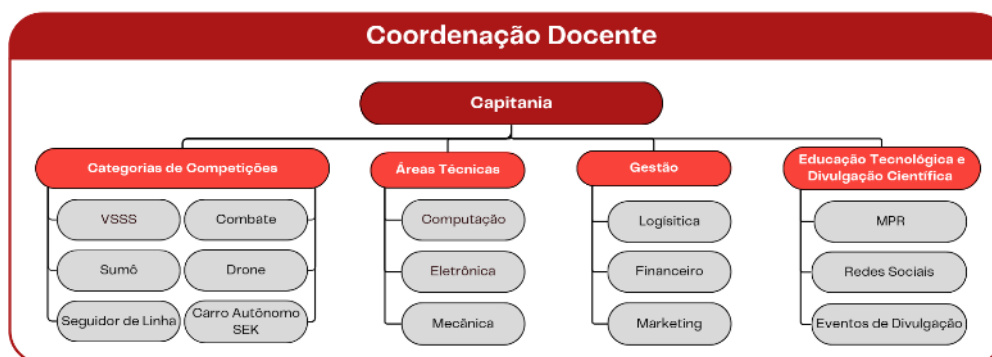 Coordenação Docente
Capitania
Categorias de Competições
Áreas Técnicas
Gestão
Educação Tecnológica e
Divulgação Científica
VSSS
Combate
Computação
Logísitica
MPR
Sumô
Drone
Eletrônica
Financeiro
Redes Sociais
Seguidor de Linha
Carro Autônomo
SEK
Mecânica
Marketing
Eventos de Divulgação